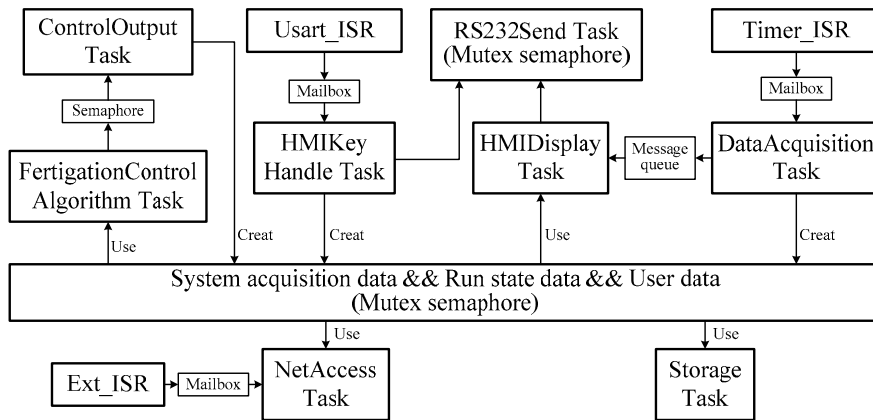 ControlOutput
Task
Usart_ISR
RS232Send Task
(Mutex semaphore)
Timer_ISR
Semaphore
Mailbox
Mailbox
FertigationControl
Algorithm Task
HMIKey
Handle Task
HMIDisplay
Task
Message
queue
DataAcquisition
Task
Use
Creat
Creat
Use
Creat
System acquisition data && Run state data && User data
(Mutex semaphore)
Use
Use
Ext_ISR
Mailbox
NetAccess
Task
Storage
Task